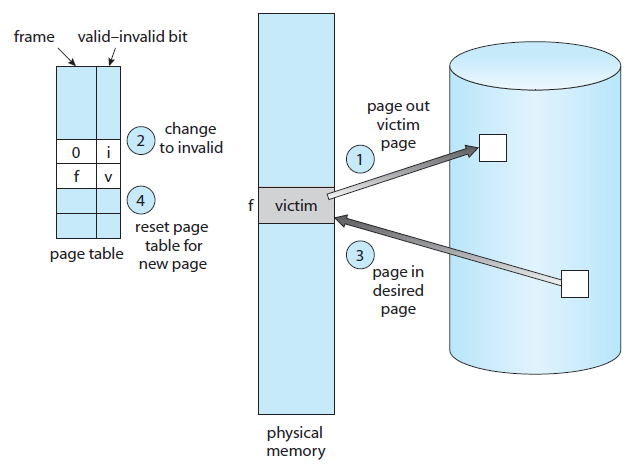 frame
valid–invalid bit
0
i
f
v
2
change
to invalid
4
reset page
table for
new page
page table
f
victim
physical
memory
page out
victim
page
1
3
page in
desired
page